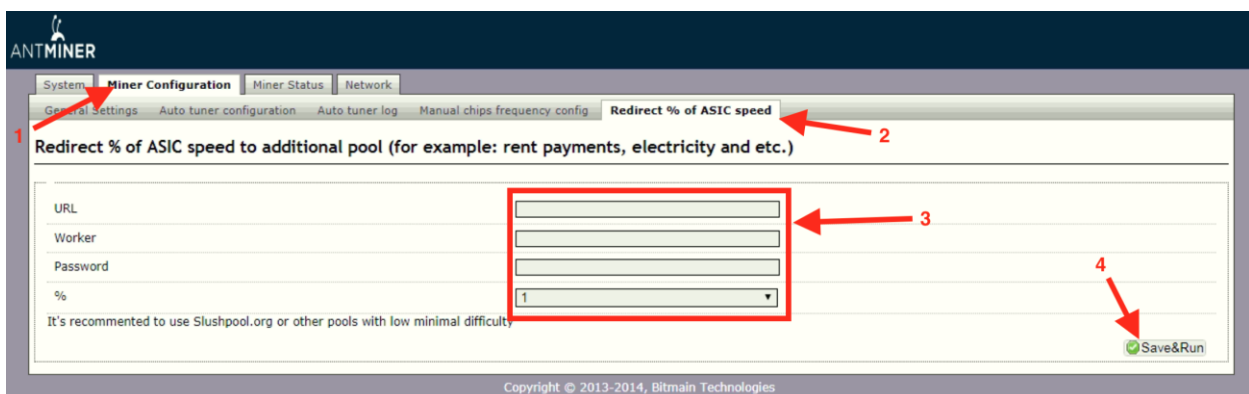 ANTMINER
System Miner Configuration Miner Status Network
General Settings Auto tuner configuration Auto tuner log Manual chips frequency config Redirect % of ASIC speed
1
2
Redirect % of ASIC speed to additional pool (for example: rent payments, electricity and etc.)
URL
3
Worker
Password
4
% 1
It's recommented to use Slushpool.org or other pools with low minimal difficulty
Save&Run
Copyright © 2013-2014, Bitmain Technologies